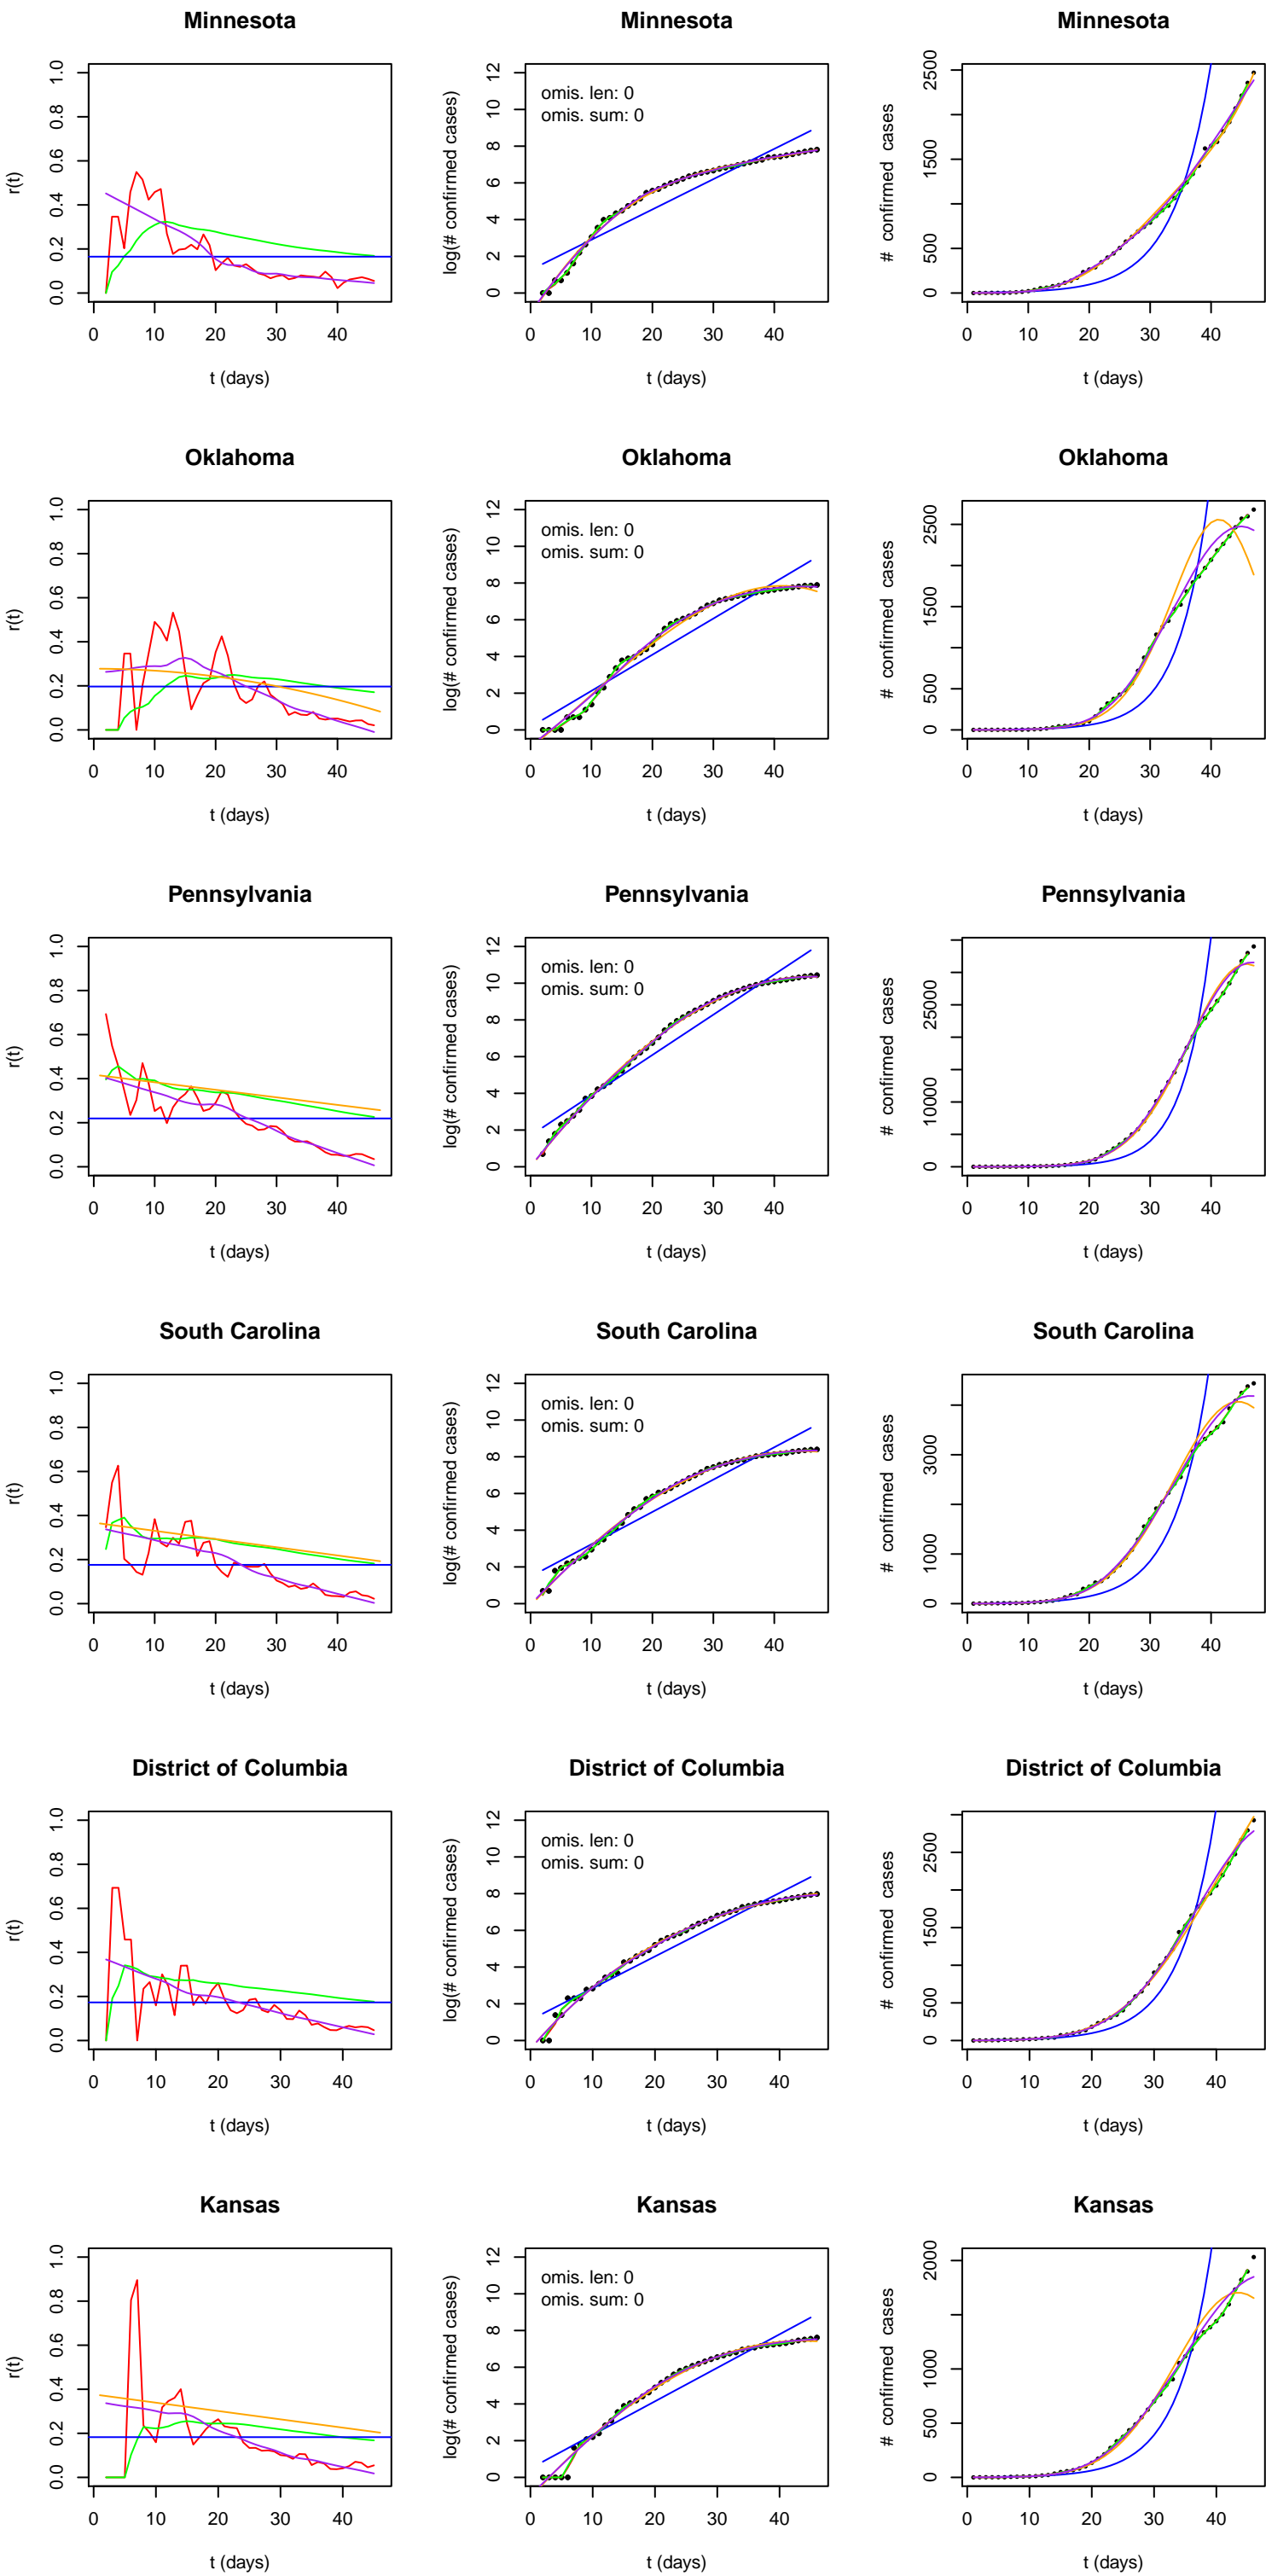 Minnesota
r(t)
0.0 0.2 0.4 0.6 0.8 1.0
0 10 20 30 40
t (days)
Minnesota
log(# confirmed cases)
0 2 4 6 8 10 12
omis. len: 0
omis. sum: 0
0 10 20 30 40
t (days)
Minnesota
# confirmed cases
0 500 1500 2500
0 10 20 30 40
t (days)
Oklahoma
r(t)
0.0 0.2 0.4 0.6 0.8 1.0
0 10 20 30 40
t (days)
Oklahoma
log(# confirmed cases)
0 2 4 6 8 10 12
omis. len: 0
omis. sum: 0
0 10 20 30 40
t (days)
Oklahoma
# confirmed cases
0 500 1500 2500
0 10 20 30 40
t (days)
Pennsylvania
r(t)
0.0 0.2 0.4 0.6 0.8 1.0
0 10 20 30 40
t (days)
Pennsylvania
log(# confirmed cases)
0 2 4 6 8 10 12
omis. len: 0
omis. sum: 0
0 10 20 30 40
t (days)
Pennsylvania
# confirmed cases
0 10000 25000
0 10 20 30 40
t (days)
South Carolina
r(t)
0.0 0.2 0.4 0.6 0.8 1.0
0 10 20 30 40
t (days)
South Carolina
log(# confirmed cases)
0 2 4 6 8 10 12
omis. len: 0
omis. sum: 0
0 10 20 30 40
t (days)
South Carolina
# confirmed cases
0 1000 3000
0 10 20 30 40
t (days)
District of Columbia
r(t)
0.0 0.2 0.4 0.6 0.8 1.0
0 10 20 30 40
t (days)
District of Columbia
log(# confirmed cases)
0 2 4 6 8 10 12
omis. len: 0
omis. sum: 0
0 10 20 30 40
t (days)
District of Columbia
# confirmed cases
0 500 1500 2500
0 10 20 30 40
t (days)
Kansas
r(t)
0.0 0.2 0.4 0.6 0.8 1.0
0 10 20 30 40
t (days)
Kansas
log(# confirmed cases)
0 2 4 6 8 10 12
omis. len: 0
omis. sum: 0
0 10 20 30 40
t (days)
Kansas
# confirmed cases
0 500 1000 2000
0 10 20 30 40
t (days)